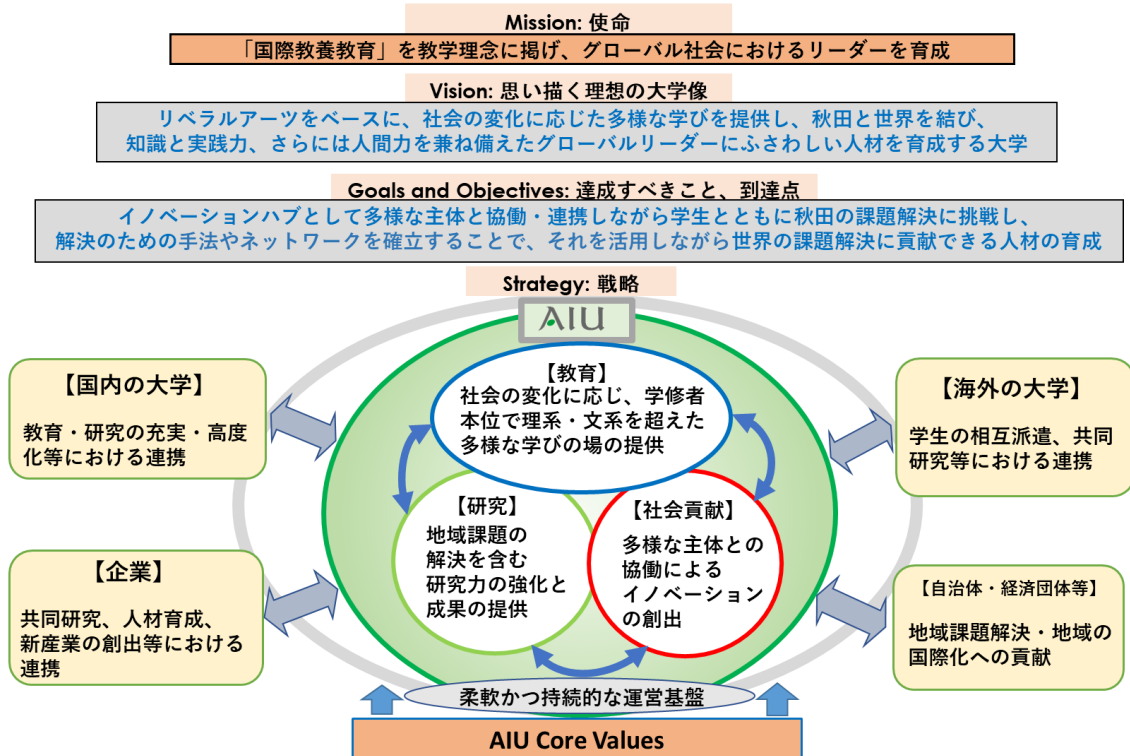 Mission: 使命
「国際教養教育」を教学理念に掲げ、グローバル社会におけるリーダーを育成
Vision: 思い描く理想の大学像
リベラルアーツをベースに、社会の変化に応じた多様な学びを提供し、秋田と世界を結び、
知識と実践力、さらには人間力を兼ね備えたグローバルリーダーにふさわしい人材を育成する大学
Goals and Objectives: 達成すべきこと、到達点
イノベーションハブとして多様な主体と協働・連携しながら学生とともに秋田の課題解決に挑戦し、
解決のための手法やネットワークを確立することで、それを活用しながら世界の課題解決に貢献できる人材の育成
Strategy: 戦略
AIU
【教育】
社会の変化に応じ、学修者
本位で理系・文系を超えた
多様な学びの場の提供
【国内の大学】
教育・研究の充実・高度
化等における連携
【海外の大学】
学生の相互派遣、共同
研究等における連携
【研究】
地域課題の
解決を含む
研究力の強化と
成果の提供
【社会貢献】
多様な主体との
協働による
イノベーション
の創出
【企業】
共同研究、人材育成、
新産業の創出等における
連携
【自治体・経済団体等】
地域課題解決・地域の
国際化への貢献
柔軟かつ持続的な運営基盤
AIU Core Values